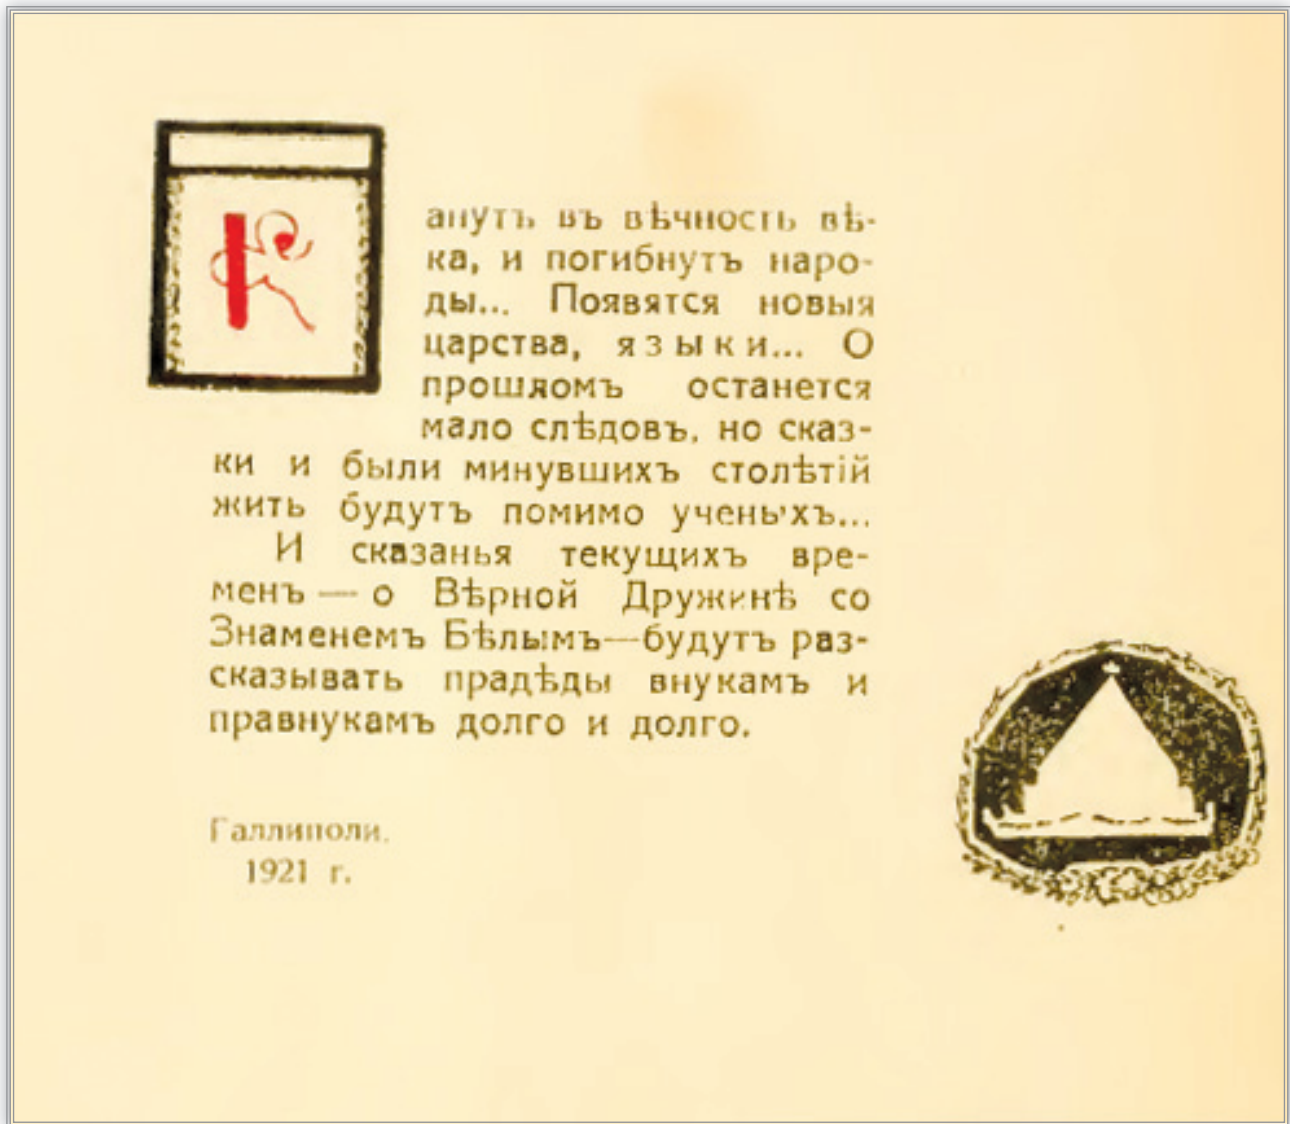 Канутъ въ вѣчность вѣ-
ка, и погибнутъ наро-
ды... Появятся новыя
царства, языки... О
прошломъ останется
мало слѣдовъ, но сказ-
ки и были минувшихъ столѣтій
жить будутъ помимо ученыхъ...
И сказанья текущихъ вре-
менъ — о Вѣрной Дружинѣ со
Знаменемъ Бѣлымъ—будутъ раз-
сказывать прадѣды внукамъ и
правнукамъ долго и долго.
Галлиполи.
1921 г.